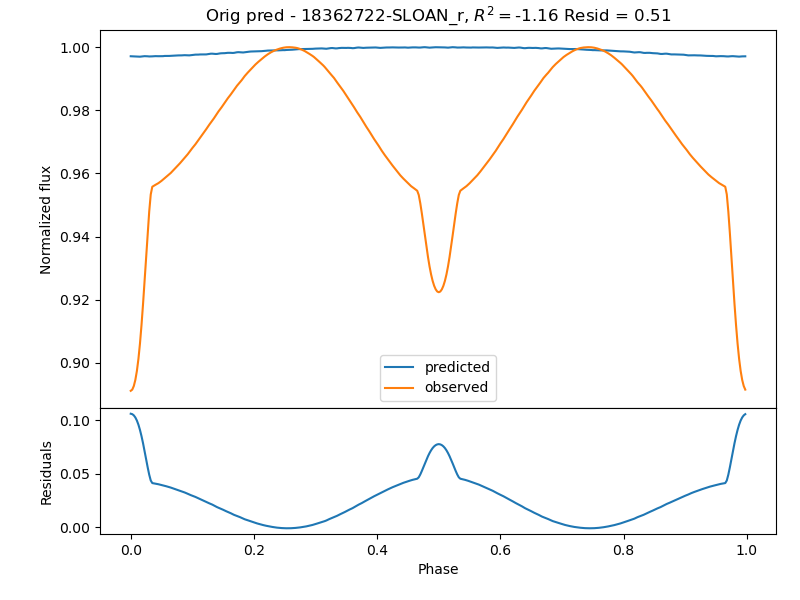 Orig pred - 18362722-SLOAN_r, R² = -1.16 Resid = 0.51
Normalized flux
1.00
0.98
0.96
0.94
0.92
0.90
predicted
observed
Residuals
0.10
0.05
0.00
0.0 0.2 0.4 0.6 0.8 1.0
Phase